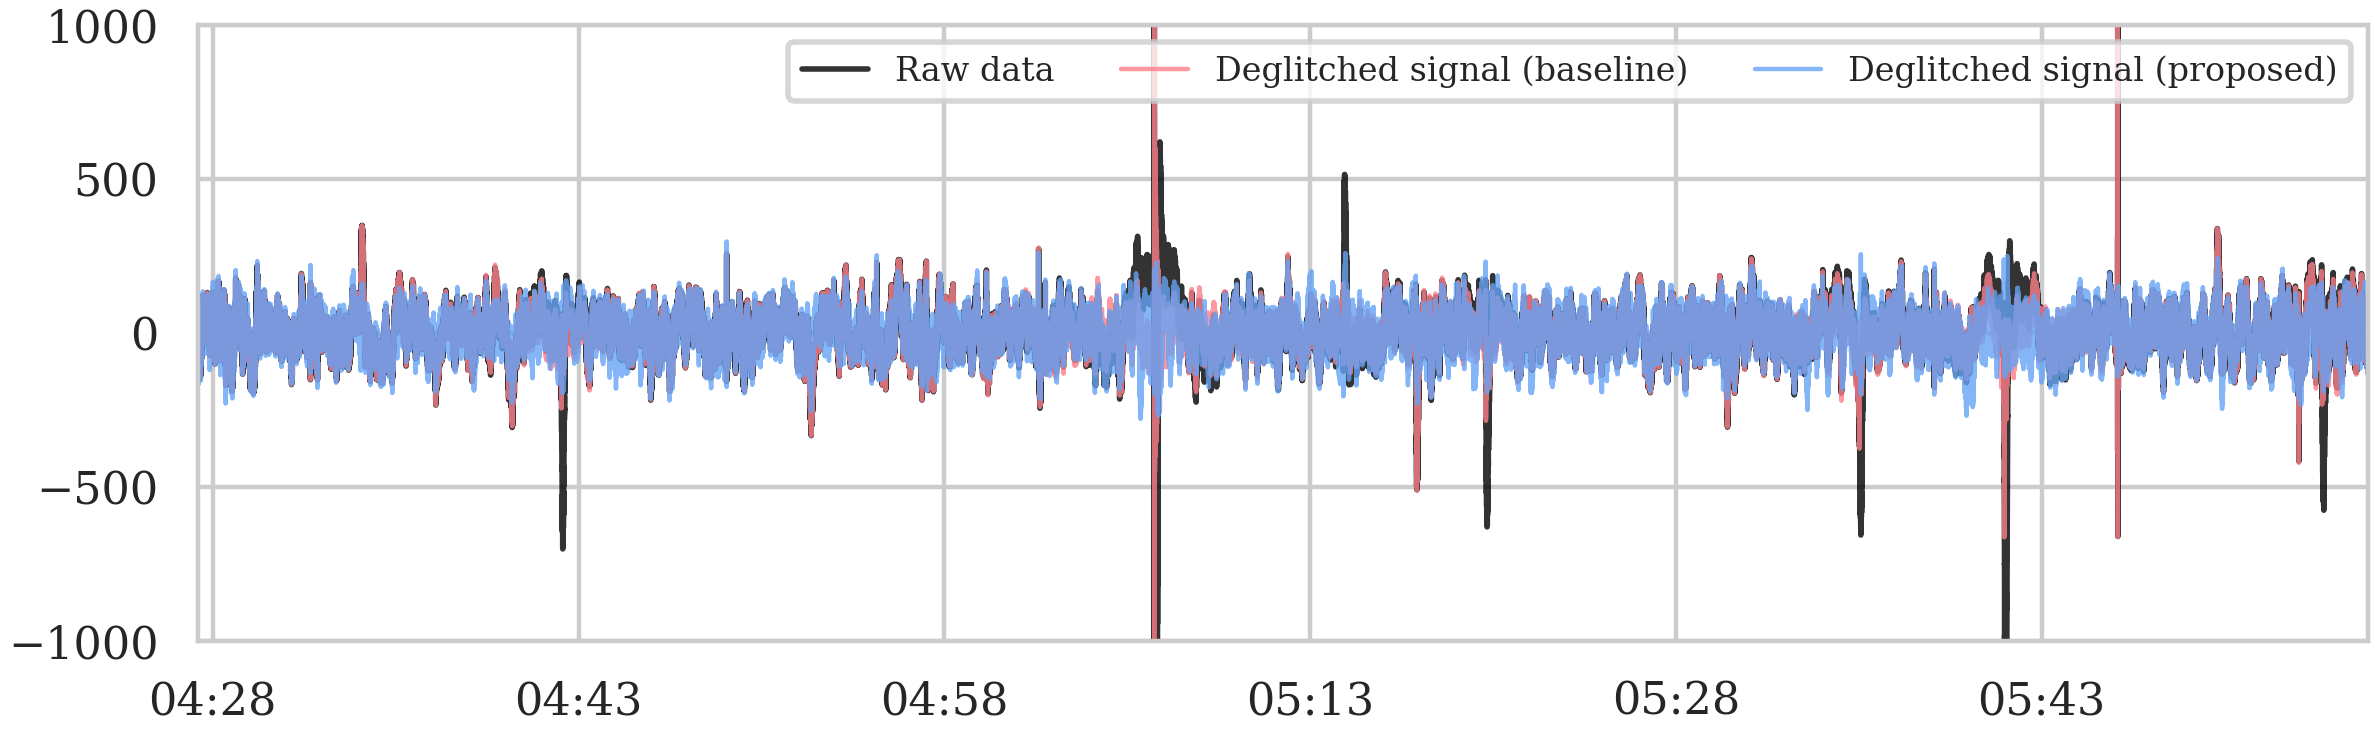 1000
Raw data Deglitched signal (baseline) Deglitched signal (proposed)
500
0
−500
−1000
04:28 04:43 04:58 05:13 05:28 05:43